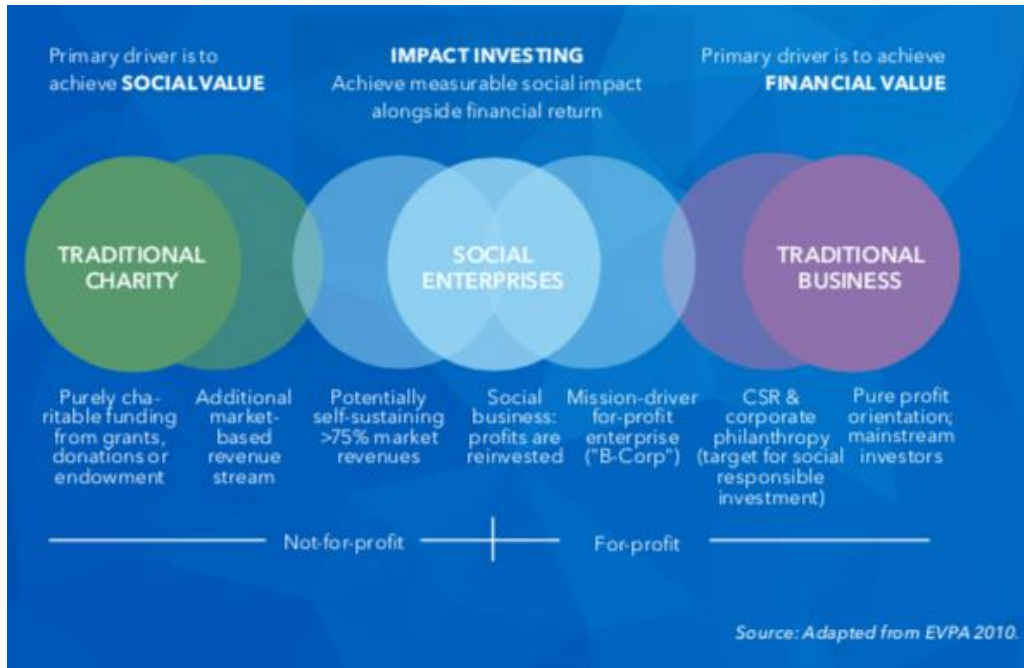 Primary driver is to
achieve SOCIALVALUE
IMPACT INVESTING
Achieve measurable social impact
alongside financial return
Primary driver is to achieve
FINANCIAL VALUE
TRADITIONAL
CHARITY
SOCIAL
ENTERPRISES
TRADITIONAL
BUSINESS
Purely cha-
ritable funding
from grants,
donations or
endowment
Additional
market-
based
revenue
stream
Potentially
self-sustaining
>75% market
revenues
Social
business:
profits are
reinvested
Mission-driver
for-profit
enterprise
("B-Corp")
CSR &
corporate
philanthropy
(target for social
responsible
investment)
Pure profit
orientation;
mainstream
investors
Not-for-profit
For-profit
Source: Adapted from EVPA 2010.